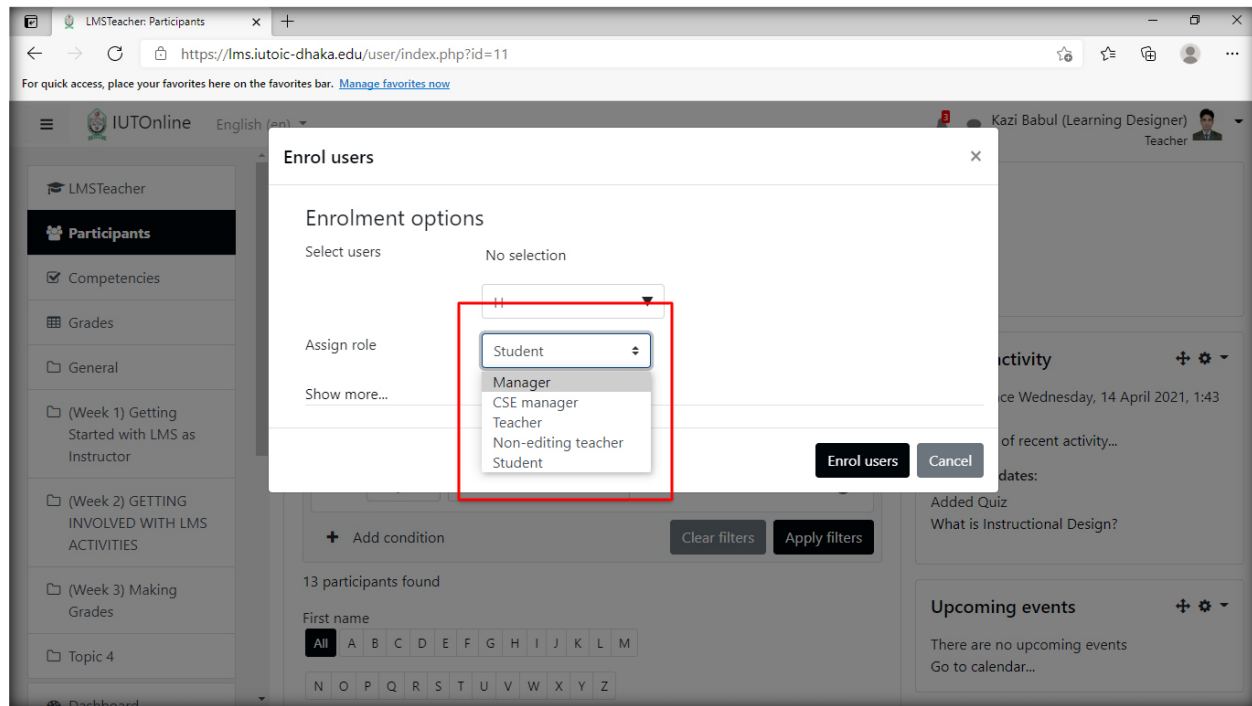 LMSTeacher: Participants
https://lms.iutoic-dhaka.edu/user/index.php?id=11
For quick access, place your favorites here on the favorites bar. Manage favorites now
IUTOnline English (en)
3
Kazi Babul (Learning Designer)
Teacher
LMSTeacher
Participants
Competencies
Grades
General
(Week 1) Getting
Started with LMS as
Instructor
(Week 2) GETTING
INVOLVED WITH LMS
ACTIVITIES
(Week 3) Making
Grades
Topic 4
Dashboard
Enrol users
Enrolment options
Select users
No selection
H
Assign role
Student
Manager
CSE manager
Teacher
Non-editing teacher
Student
Show more...
Enrol users Cancel
Add condition
Clear filters Apply filters
13 participants found
First name
All A B C D E F G H I J K L M
N O P Q R S T U V W X Y Z
ctivity
ce Wednesday, 14 April 2021, 1:43
of recent activity...
dates:
Added Quiz
What is Instructional Design?
Upcoming events
There are no upcoming events
Go to calendar...